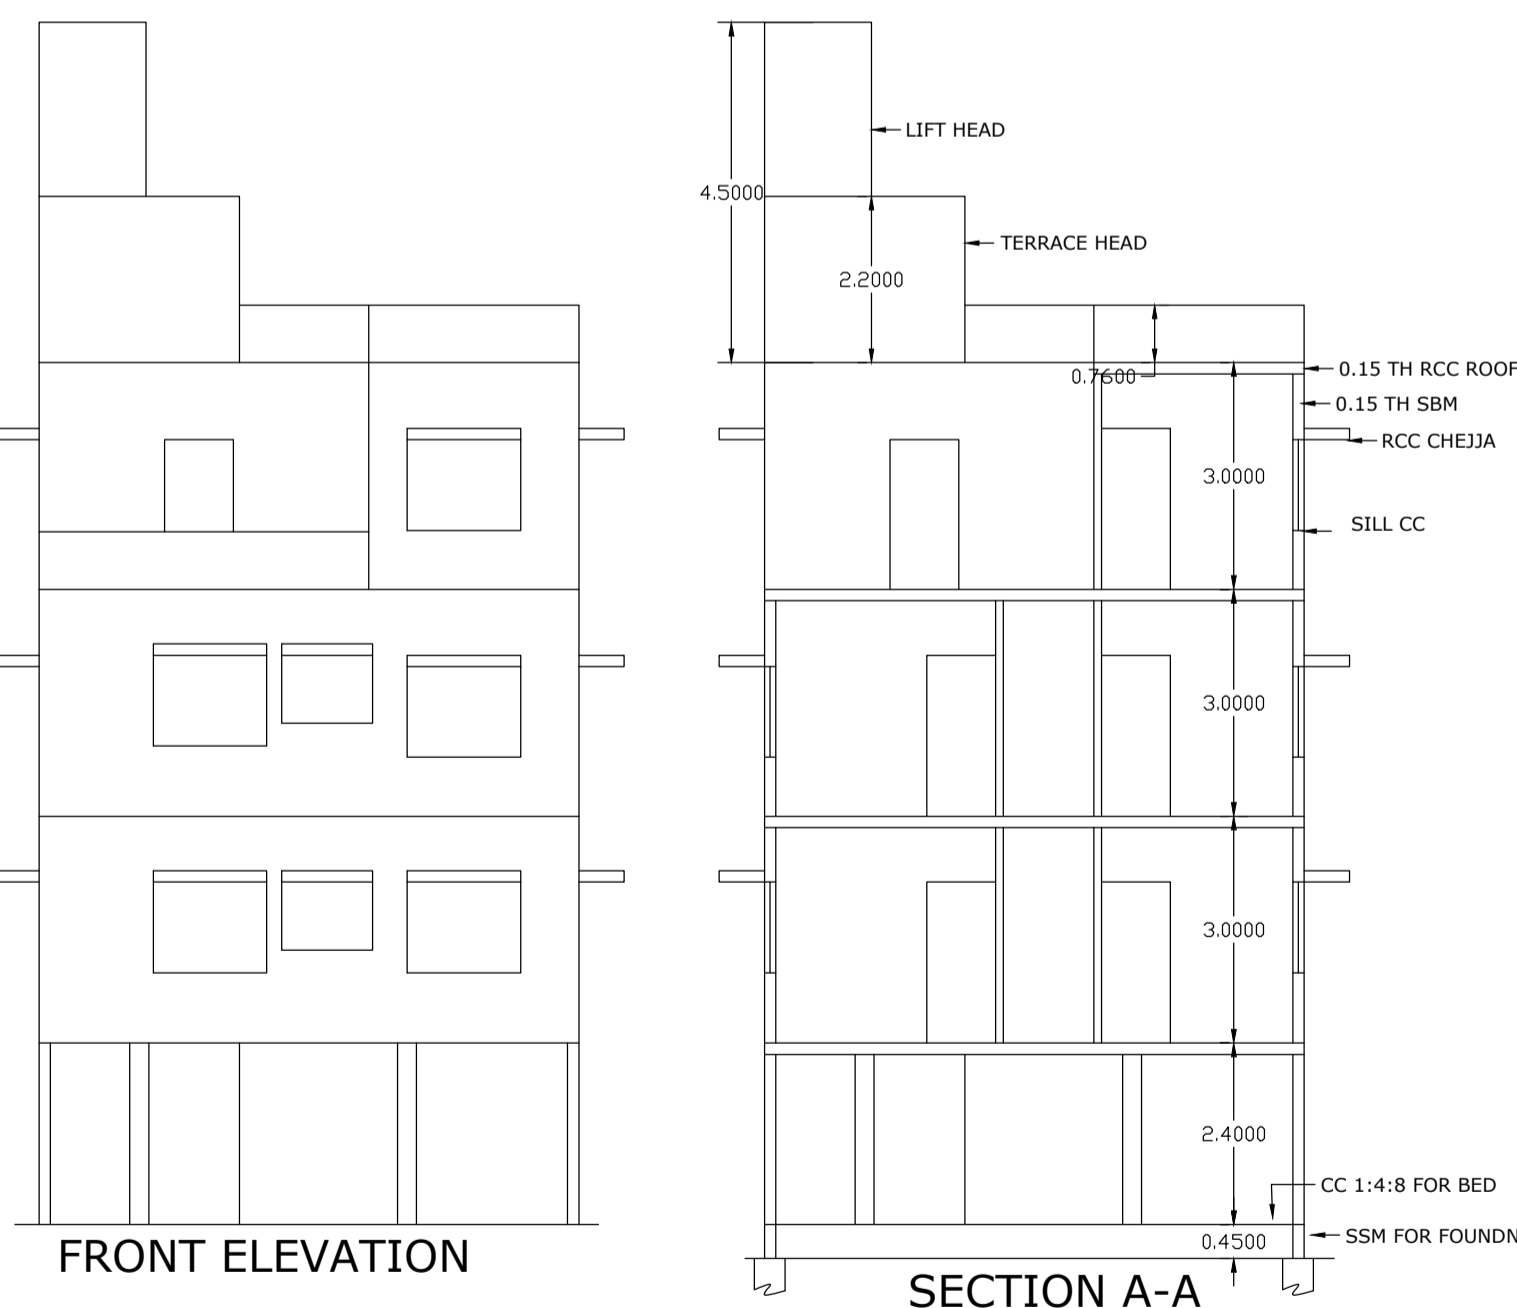 LIFT HEAD
4.5000
TERRACE HEAD
2.2000
0.15 TH RCC ROOF
0.7600
0.15 TH SBM
RCC CHEJJA
3.0000
SILL CC
3.0000
3.0000
2.4000
CC 1:4:8 FOR BED
SSM FOR FOUNDN
0.4500
FRONT ELEVATION
SECTION A-A